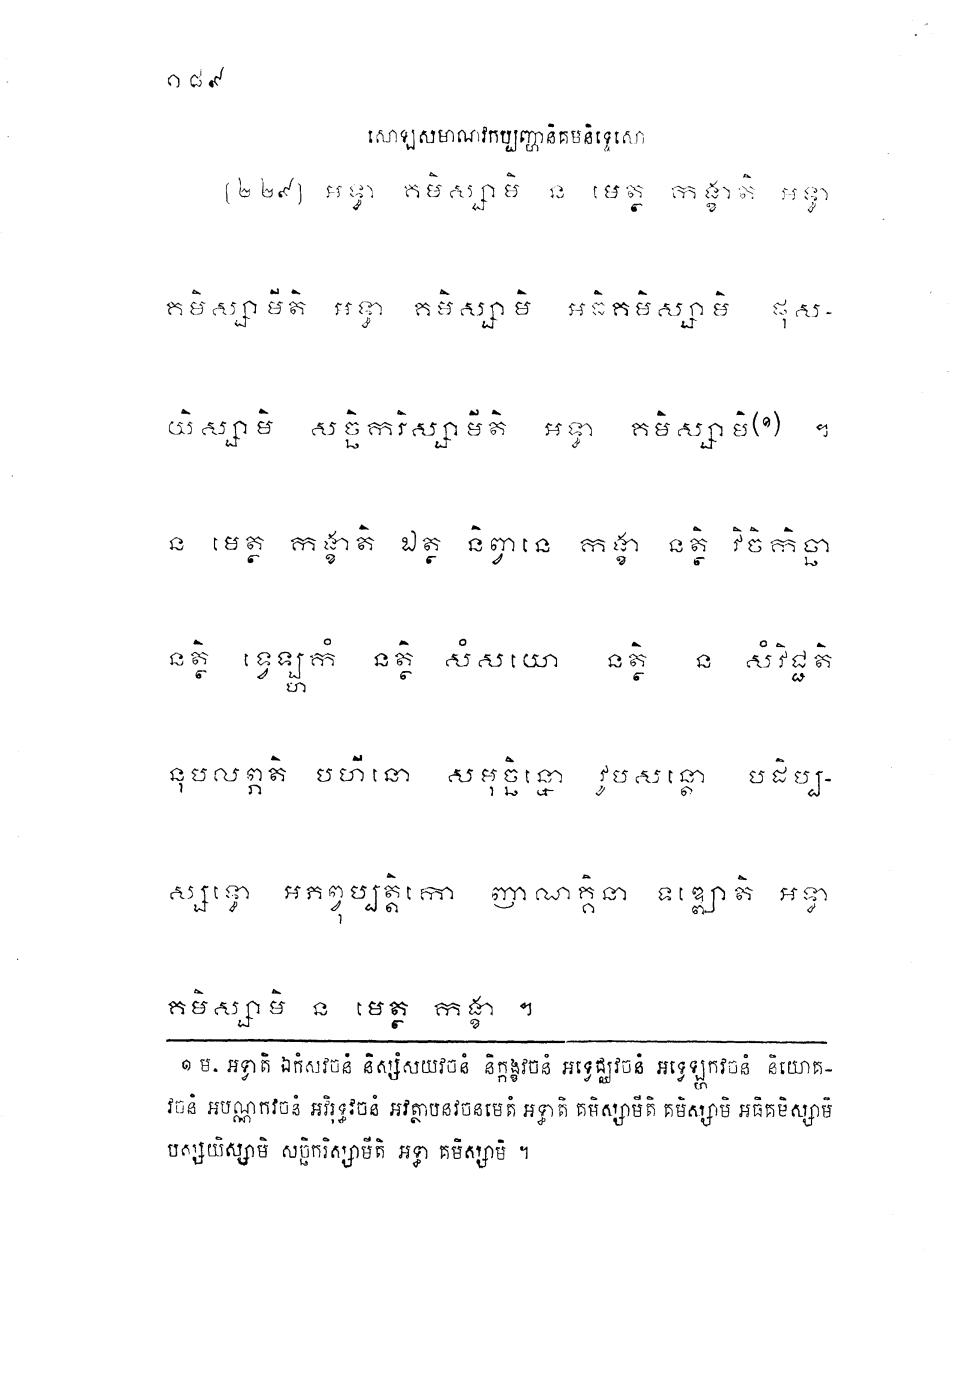 ១៨៩
សោឡសមាណវកប្បញ្ហានិគមនិទ្ទេសោ
[២២៩] អទ្ធា គមិស្សាមិ ន មេត្ថ កង្ខាតិ អទ្ធា
គមិស្សាមីតិ អទ្ធា គមិស្សាមិ អធិគមិស្សាមិ ផុស-
យិស្សាមិ សច្ឆិករិស្សាមីតិ អទ្ធា គមិស្សាមិ(១) ។
ន មេត្ថ កង្ខាតិ ឯត្ថ និព្វានេ កង្ខា នត្ថិ វិចិកិច្ឆា
នត្ថិ ទ្វេឡ្ហកំ នត្ថិ សំសយោ នត្ថិ ន សំវិជ្ជតិ
នុបលព្ភតិ បហីនោ សមុច្ឆិន្នោ វូបសន្តោ បដិប្ប-
ស្សទ្ធោ អភព្វុប្បត្តិកោ ញាណគ្គិនា ទឌ្ឍោតិ អទ្ធា
គមិស្សាមិ ន មេត្ថ កង្ខា ។
១ ម. អទ្ធាតិ ឯកំសវចនំ និស្សំសយវចនំ និក្កង្ខវចនំ អទ្វេជ្ឈវចនំ អទ្វេឡ្ហកវចនំ និយោគ-
វចនំ អបណ្ណកវចនំ អវិរុទ្ធវចនំ អវត្ថាបនវចនមេតំ អទ្ធាតិ គមិស្សាមីតិ គមិស្សាមិ អធិគមិស្សាមិ
បស្សយិស្សាមិ សច្ឆិករិស្សាមីតិ អទ្ធា គមិស្សាមិ ។